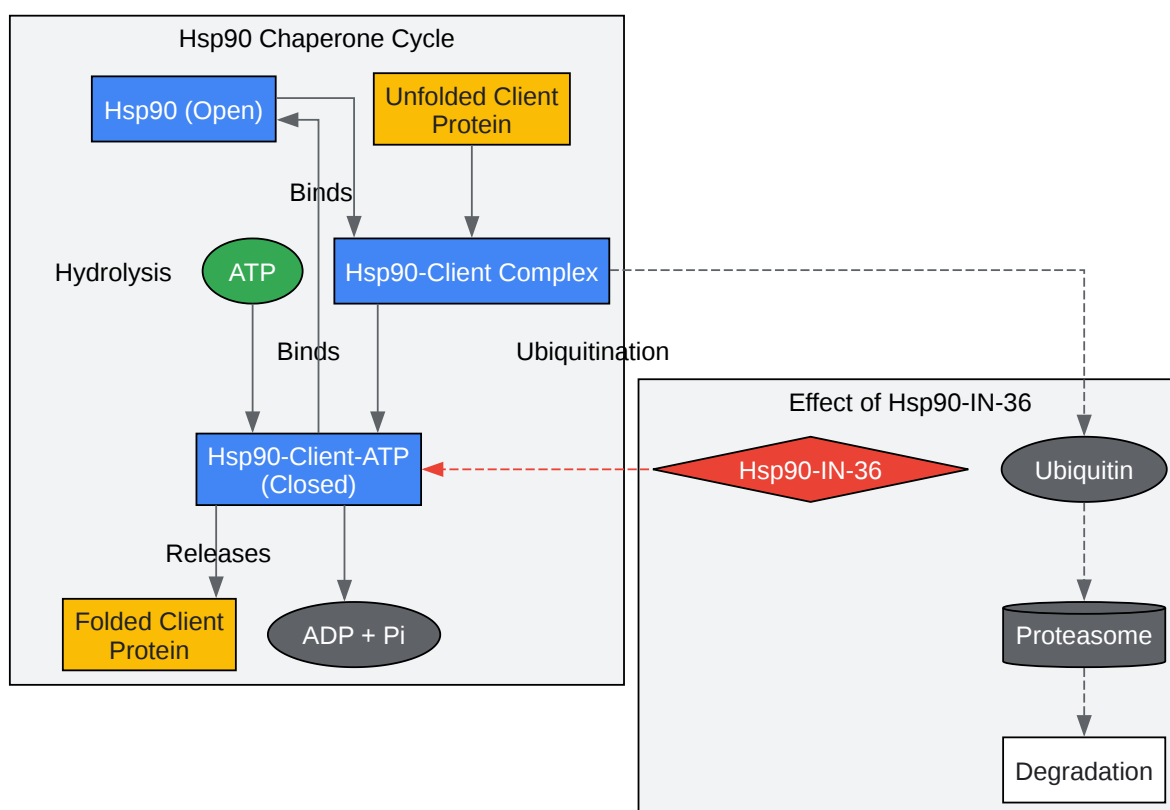 Hsp90 Chaperone Cycle
Hsp90 (Open)
Unfolded Client
Protein
Binds
Hydrolysis
ATP
Hsp90-Client Complex
Binds
Ubiquitination
Effect of Hsp90-IN-36
Hsp90-Client-ATP
(Closed)
Hsp90-IN-36
Ubiquitin
Releases
Folded Client
Protein
ADP + Pi
Proteasome
Degradation